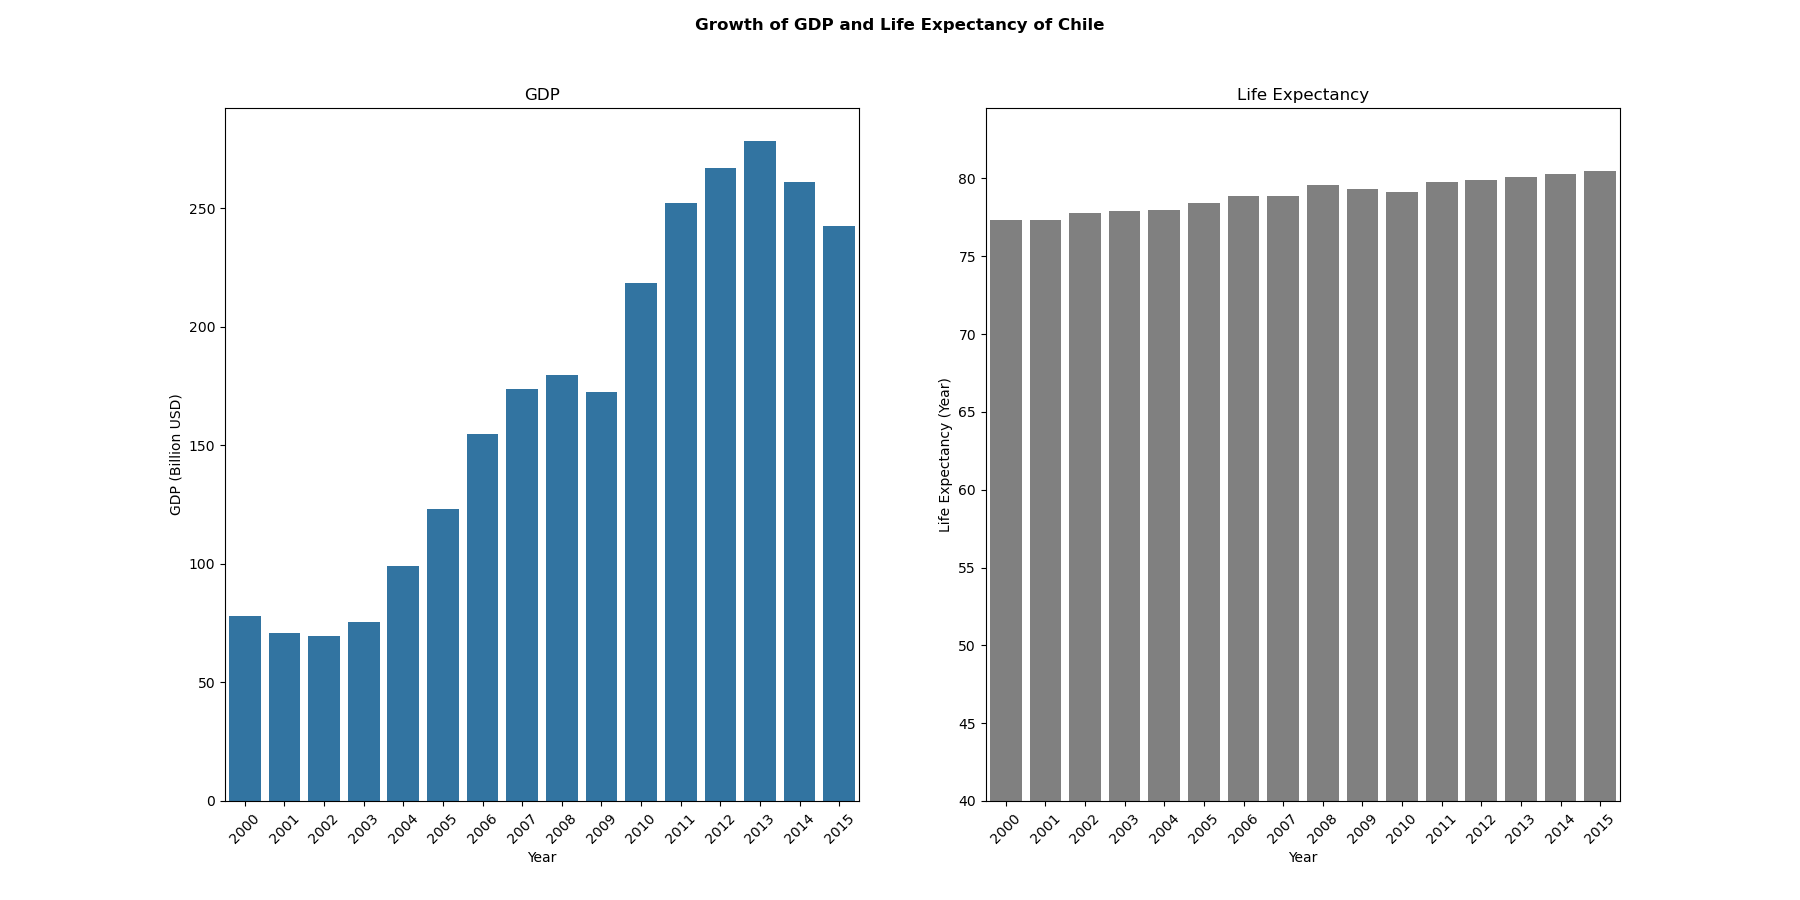 Growth of GDP and Life Expectancy of Chile
GDP
GDP (Billion USD)
250
200
150
100
50
0
2000 2001 2002 2003 2004 2005 2006 2007 2008 2009 2010 2011 2012 2013 2014 2015
Year
Life Expectancy
Life Expectancy (Year)
80
75
70
65
60
55
50
45
40
2000 2001 2002 2003 2004 2005 2006 2007 2008 2009 2010 2011 2012 2013 2014 2015
Year